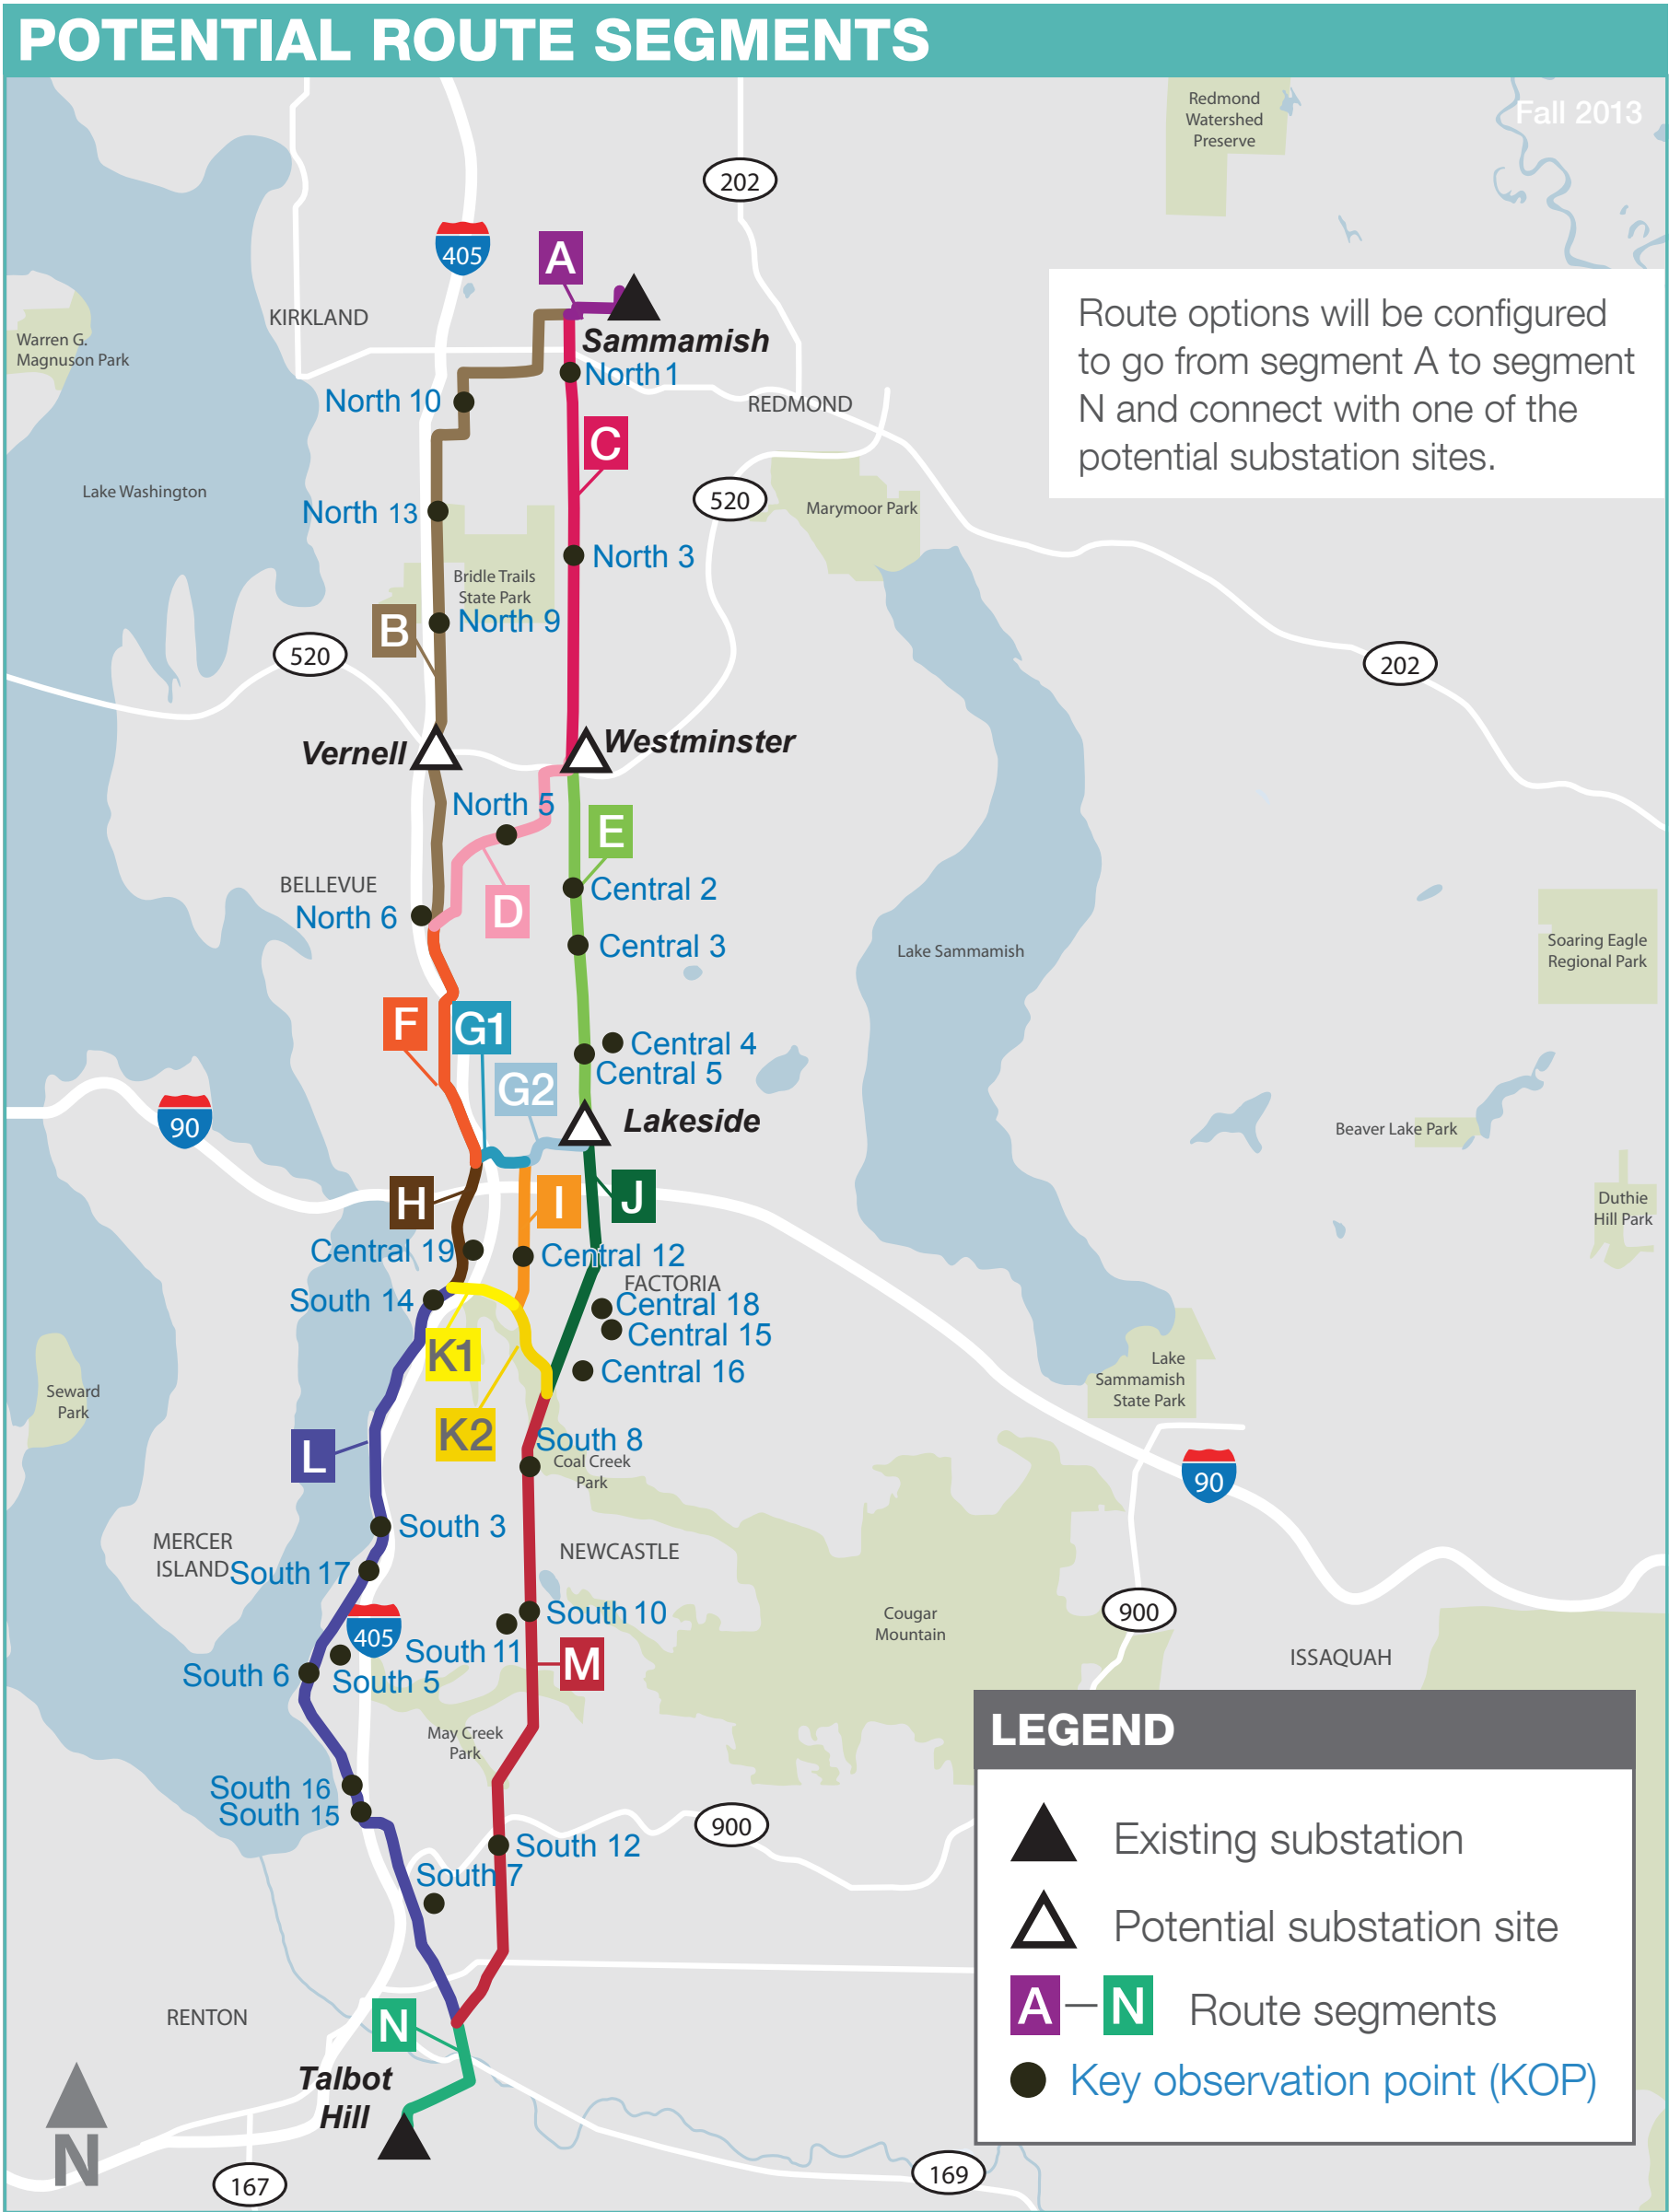 POTENTIAL ROUTE SEGMENTS
Fall 2013
Redmond
Watershed
Preserve
202
405
A
KIRKLAND
Warren G.
Magnuson Park
Sammamish
Route options will be configured
to go from segment A to segment
N and connect with one of the
potential substation sites.
North 1
North 10
REDMOND
C
Lake Washington
520
Marymoor Park
North 13
North 3
Bridle Trails
State Park
B
North 9
520
202
Vernell
Westminster
North 5
E
BELLEVUE
Central 2
North 6
D
Central 3
Lake Sammamish
Soaring Eagle
Regional Park
F
G1
Central 4
Central 5
G2
90
Lakeside
Beaver Lake Park
H
I
J
Duthie
Hill Park
Central 19
Central 12
FACTORIA
South 14
Central 18
Central 15
K1
Central 16
Lake
Sammamish
State Park
Seward
Park
K2
South 8
L
Coal Creek
Park
90
South 3
MERCER
ISLAND
NEWCASTLE
South 17
South 10
900
Cougar
Mountain
405
South 11
M
ISSAQUAH
South 6
South 5
May Creek
Park
LEGEND
South 16
South 15
900
Existing substation
South 12
South 7
Potential substation site
A – N Route segments
RENTON
N
Key observation point (KOP)
Talbot
Hill
N
167
169